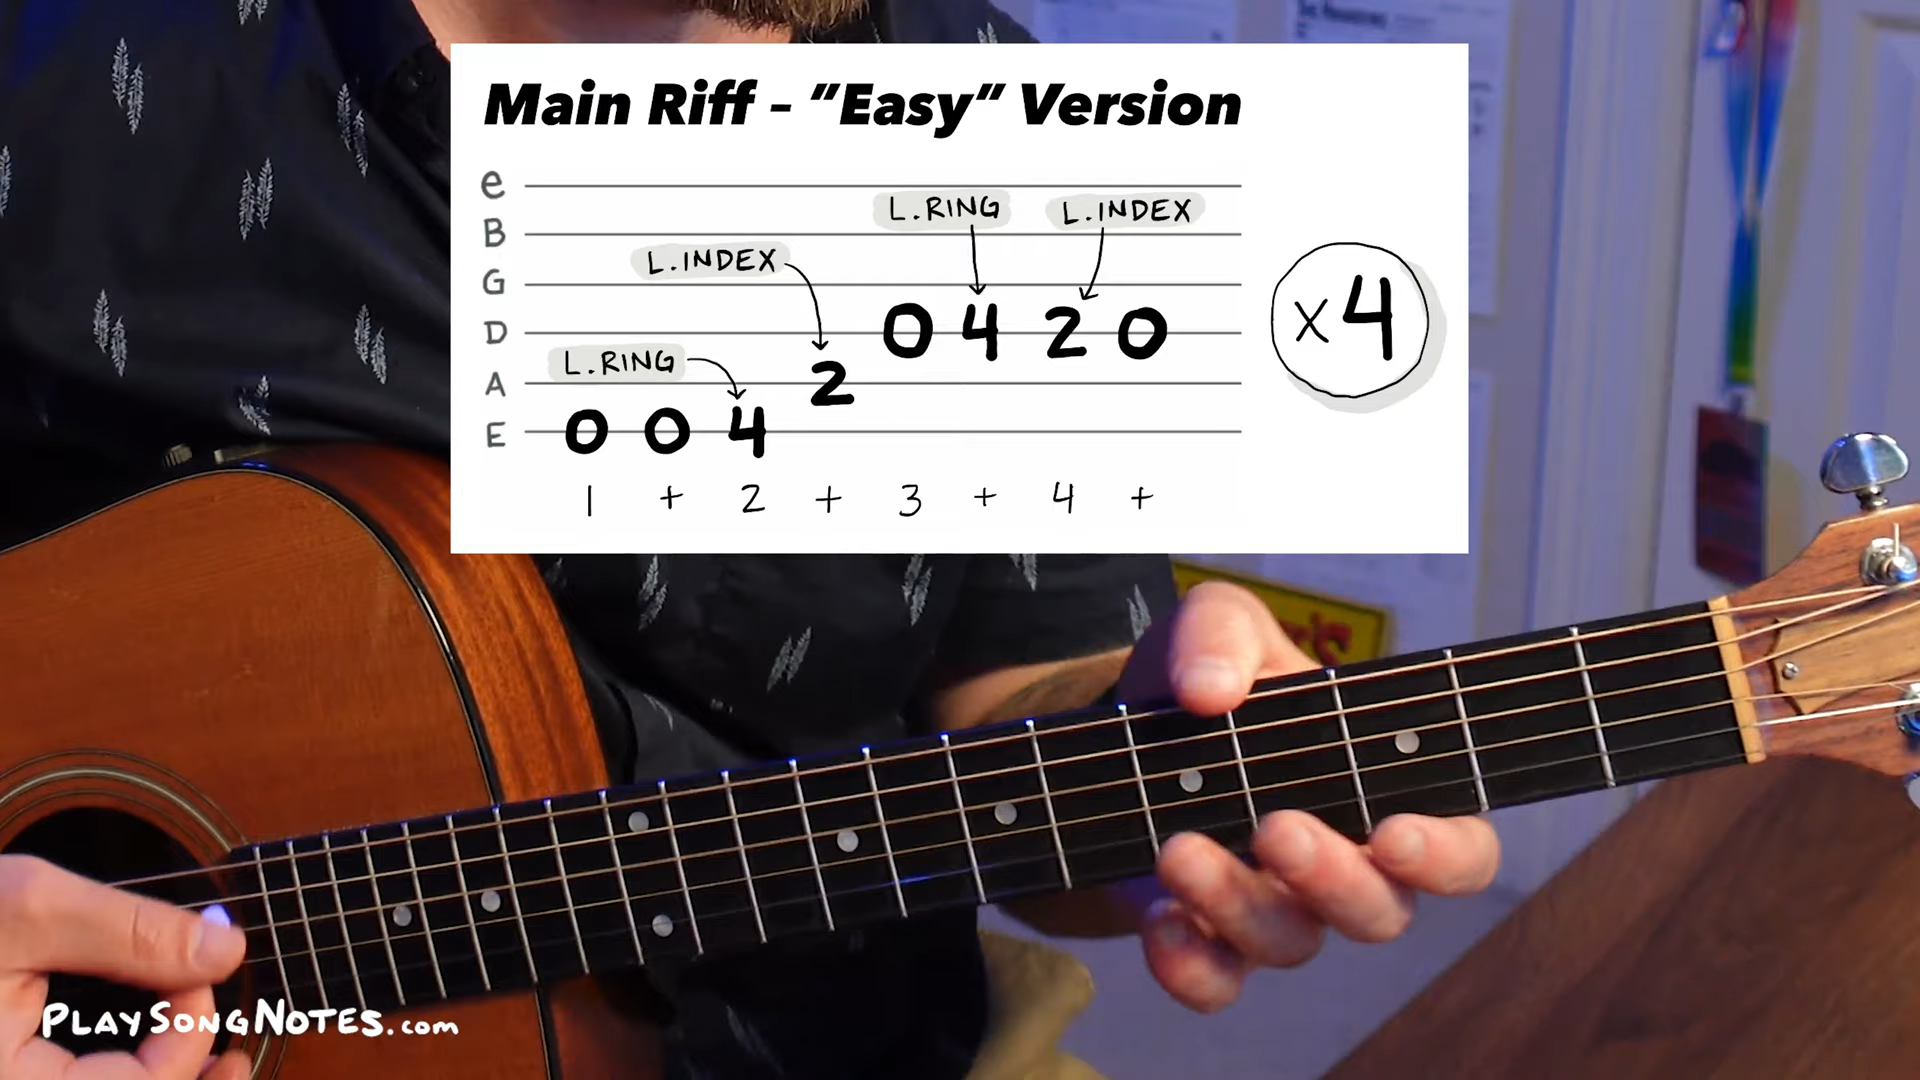 Main Riff – "Easy" Version
e
B
G
D
A
E
L.RING
L.INDEX
L.INDEX
L.RING
0 4 2 0
2
0 0 4
1 + 2 + 3 + 4 +
x4
PLAYSONGNOTES.com